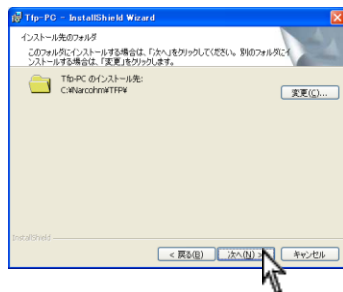 Tfp-PC - InstallShield Wizard
インストール先のフォルダ
このフォルダにインストールする場合は、「次へ」をクリックしてください。別のフォルダにイ
ンストールする場合は、「変更」をクリックします。
Tfp-PC のインストール先:
C:¥Narcohm¥TFP¥
変更(C)...
InstallShield
< 戻る(B)
次へ(N) >
キャンセル